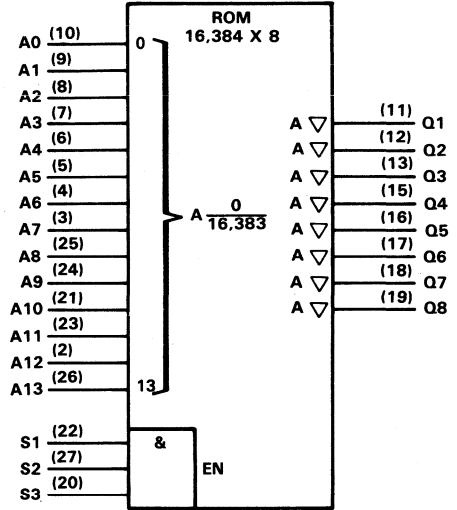 ROM
16,384 X 8
A0 (10) 0
A1 (9)
A2 (8)
A3 (7)
A4 (6)
A5 (5)
A6 (4)
A7 (3)
A8 (25)
A9 (24)
A10 (21)
A11 (23)
A12 (2)
A13 (26) 13
A 0
16,383
A ▽ (11) Q1
A ▽ (12) Q2
A ▽ (13) Q3
A ▽ (15) Q4
A ▽ (16) Q5
A ▽ (17) Q6
A ▽ (18) Q7
A ▽ (19) Q8
S1 (22) &
S2 (27) EN
S3 (20)